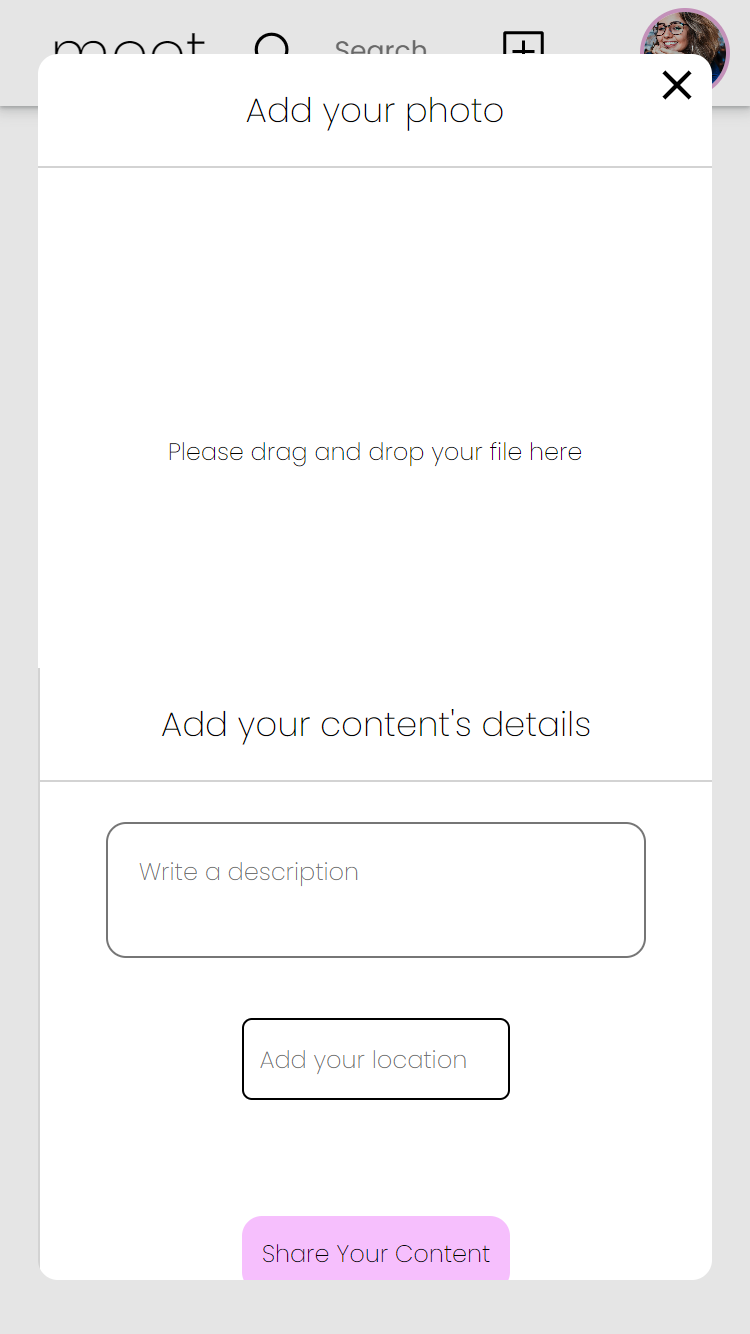 meet
Search
Add your photo
Please drag and drop your file here
Add your content's details
Write a description
Add your location
Share Your Content